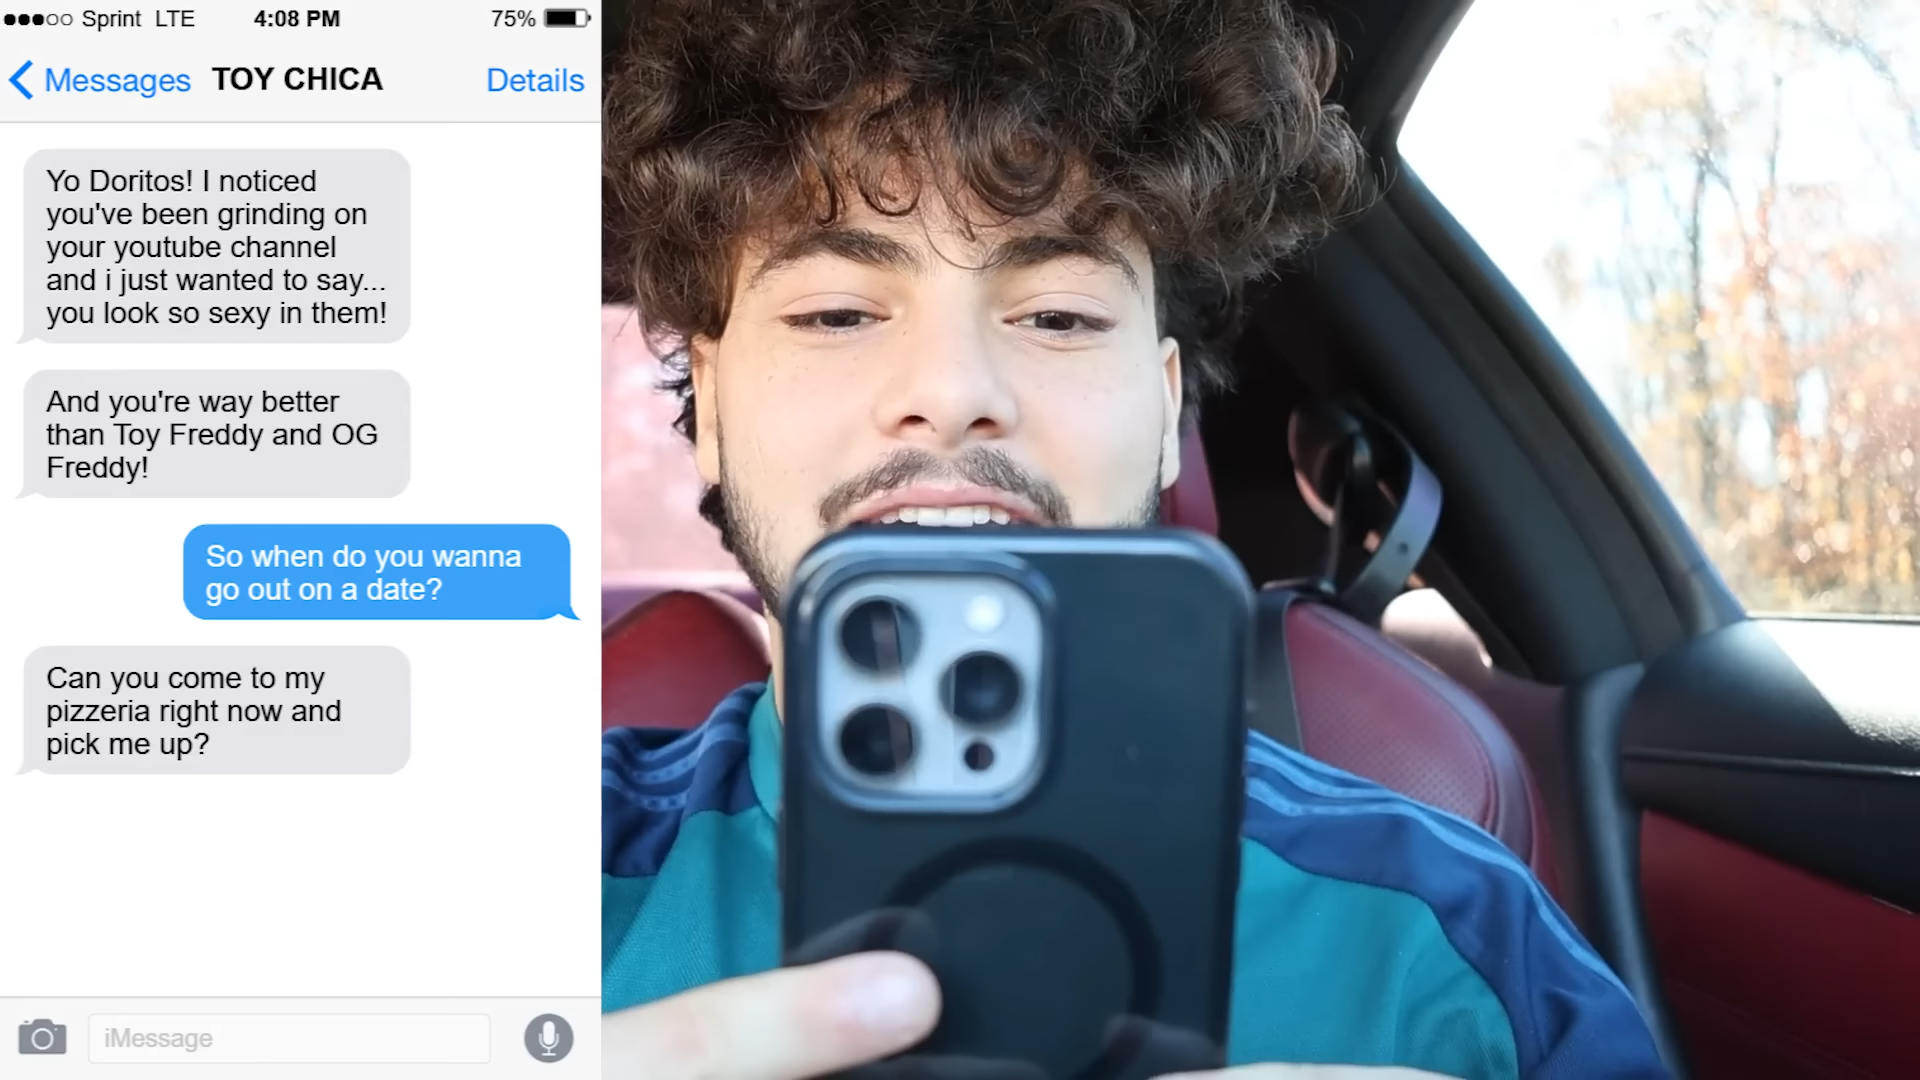 Sprint LTE 4:08 PM 75%
Messages TOY CHICA Details
Yo Doritos! I noticed
you've been grinding on
your youtube channel
and i just wanted to say...
you look so sexy in them!
And you're way better
than Toy Freddy and OG
Freddy!
So when do you wanna
go out on a date?
Can you come to my
pizzeria right now and
pick me up?
iMessage